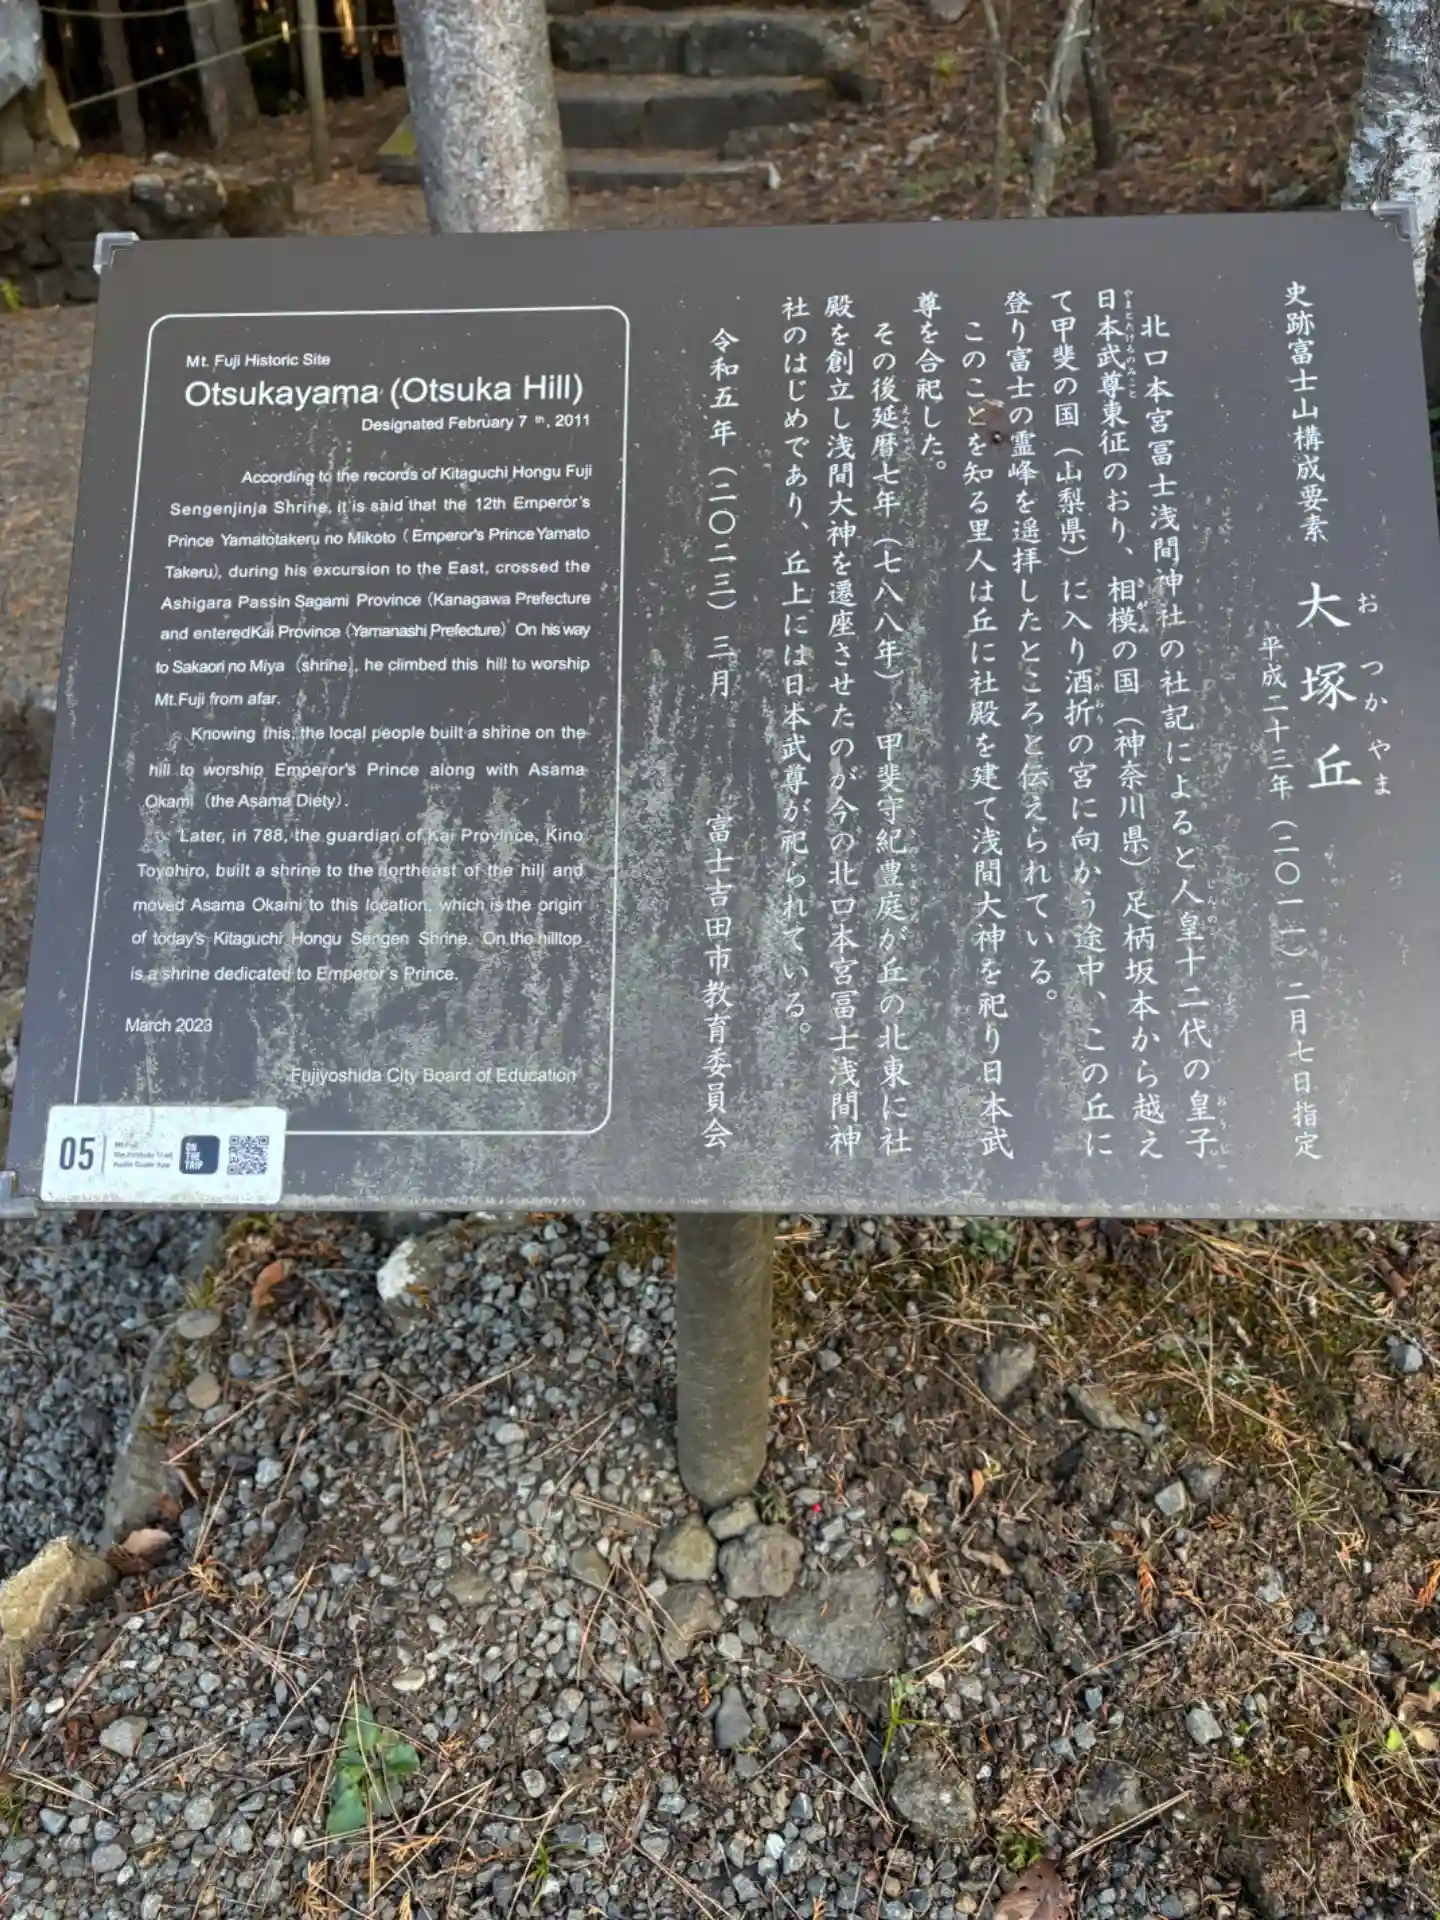 史跡富士山構成要素 大塚丘
おつかやま
平成二十三年（二〇一一）二月七日指定
北口本宮冨士浅間神社の社記によると人皇十二代の皇子
日本武尊東征のおり、相模の国（神奈川県）足柄坂本から越え
やまとたけるのみこと
さがみ
て甲斐の国（山梨県）に入り酒折の宮に向かう途中、この丘に
登り富士の霊峰を遥拝したところと伝えられている。
このことを知る里人は丘に社殿を建て浅間大神を祀り日本武
尊を合祀した。
その後延暦七年（七八八年）、甲斐守紀豊庭が丘の北東に社
殿を創立し浅間大神を遷座させたのが今の北口本宮冨士浅間神
社のはじめであり、丘上には日本武尊が祀られている。
令和五年（二〇二三）三月
富士吉田市教育委員会
Mt. Fuji Historic Site
Otsukayama (Otsuka Hill)
Designated February 7 th, 2011
According to the records of Kitaguchi Hongu Fuji
Sengenjinja Shrine, it is said that the 12th Emperor's
Prince Yamatotakeru no Mikoto ( Emperor's Prince Yamato
Takeru), during his excursion to the East, crossed the
Ashigara Passin Sagami Province (Kanagawa Prefecture
and enteredKai Province (Yamanashi Prefecture) On his way
to Sakaori no Miya (shrine), he climbed this hill to worship
Mt.Fuji from afar.
Knowing this, the local people built a shrine on the
hill to worship Emperor's Prince along with Asama
Okami (the Asama Diety).
Later, in 788, the guardian of Kai Province, Kino
Toyohiro, built a shrine to the northeast of the hill and
moved Asama Okami to this location, which is the origin
of today's Kitaguchi Hongu Sengen Shrine. On the hilltop
is a shrine dedicated to Emperor's Prince.
March 2023
Fujiyoshida City Board of Education
05
ON
THE
TRIP